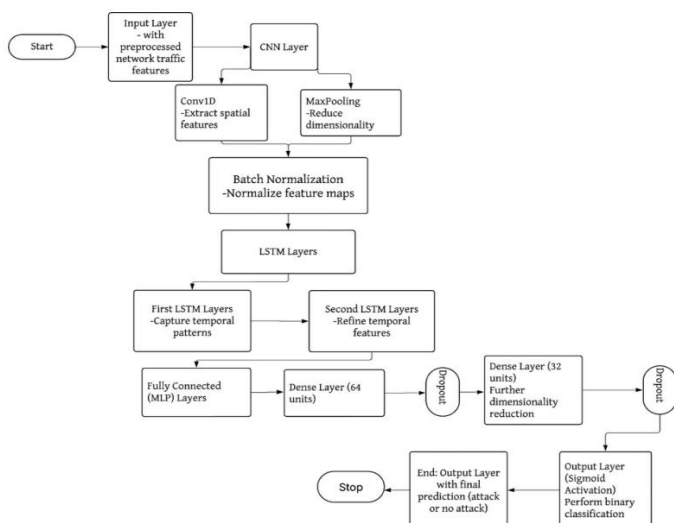 Start
Input Layer
- with
preprocessed
network traffic
features
CNN Layer
Conv1D
-Extract spatial
features
MaxPooling
-Reduce
dimensionality
Batch Normalization
-Normalize feature maps
LSTM Layers
First LSTM Layers
-Capture temporal
patterns
Second LSTM Layers
-Refine temporal
features
Fully Connected
(MLP) Layers
Dense Layer (64
units)
Dropout
Dense Layer (32
units)
Further
dimensionality
reduction
Dropout
Output Layer
(Sigmoid
Activation)
Perform binary
classification
End: Output Layer
with final
prediction (attack
or no attack)
Stop